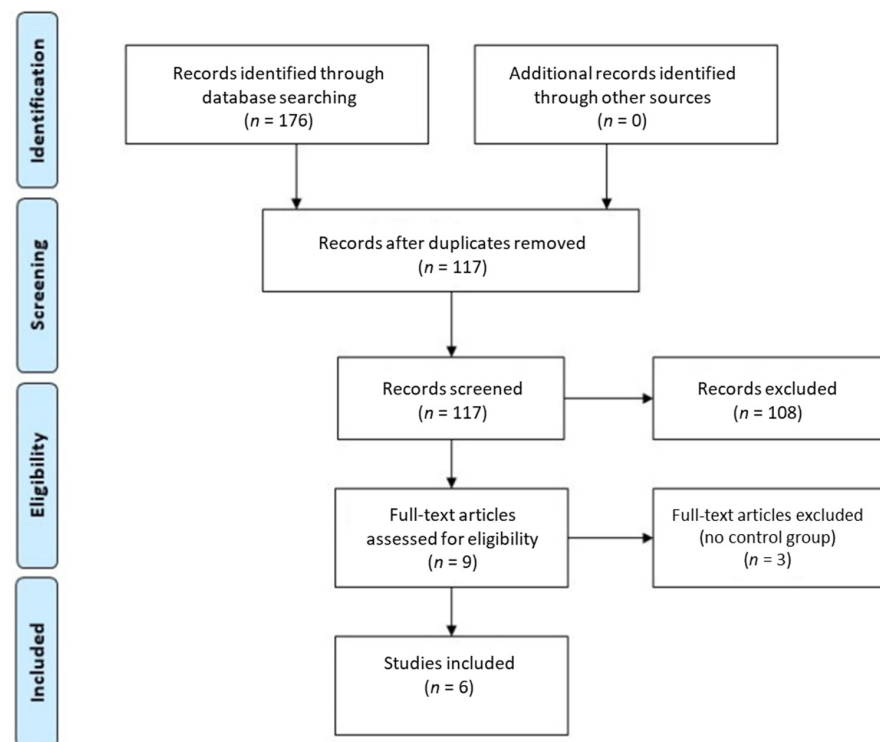 Identification
Records identified through
database searching
(n = 176)
Additional records identified
through other sources
(n = 0)
Screening
Records after duplicates removed
(n = 117)
Records screened
(n = 117)
Records excluded
(n = 108)
Eligibility
Full-text articles
assessed for eligibility
(n = 9)
Full-text articles excluded
(no control group)
(n = 3)
Included
Studies included
(n = 6)